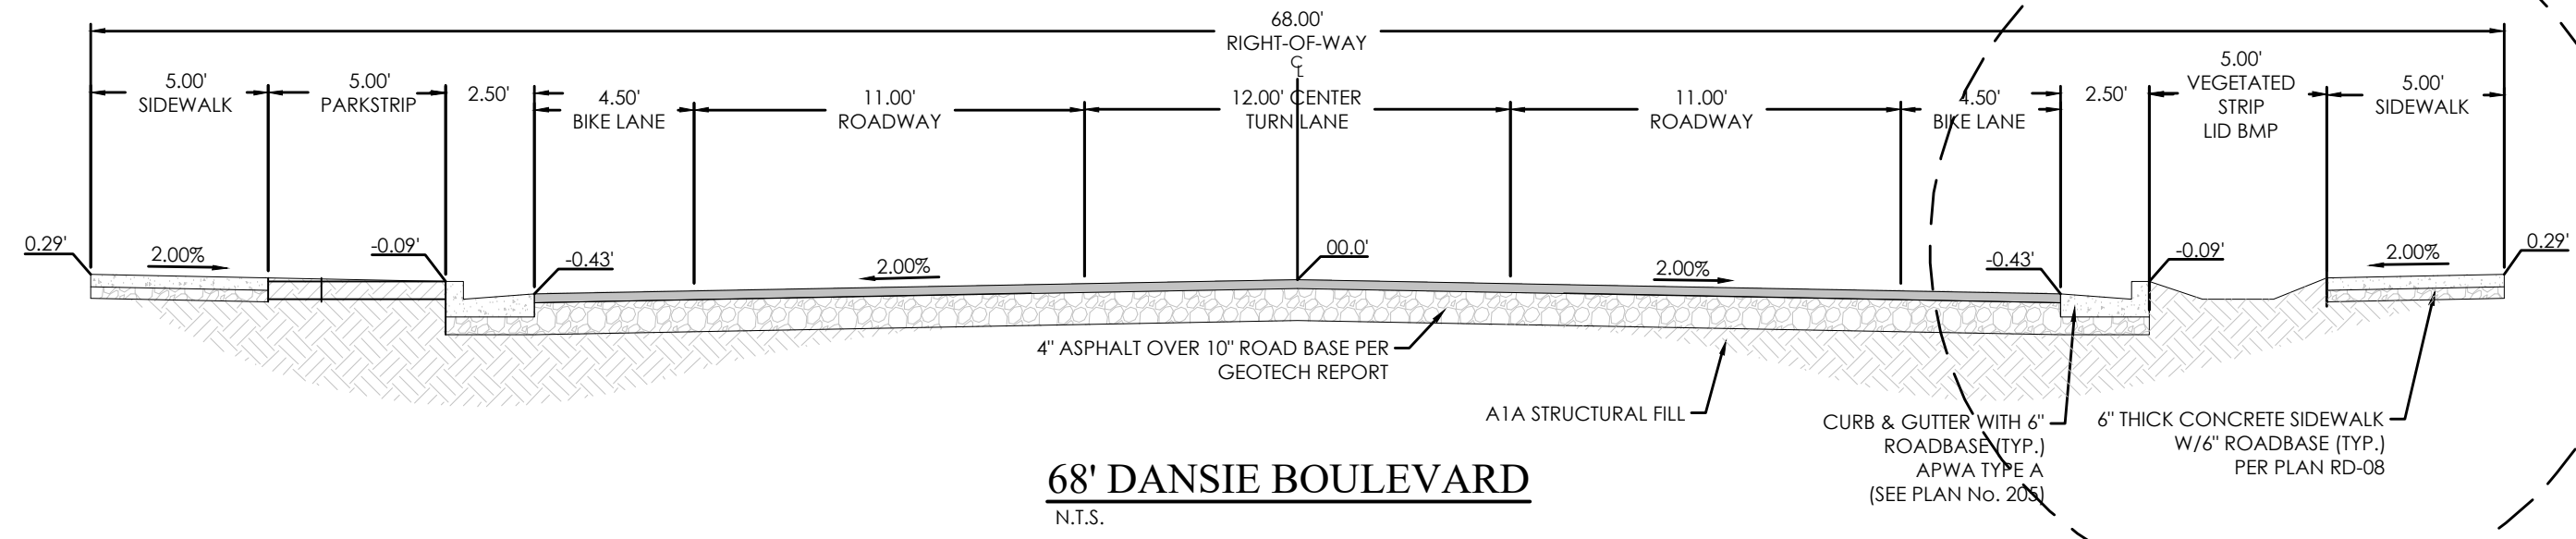 68.00'
RIGHT-OF-WAY
CL
5.00'
SIDEWALK
5.00'
PARKSTRIP
2.50'
4.50'
BIKE LANE
11.00'
ROADWAY
12.00' CENTER
TURN LANE
11.00'
ROADWAY
4.50'
BIKE LANE
2.50'
5.00'
VEGETATED
STRIP
LID BMP
5.00'
SIDEWALK
0.29'
2.00%
-0.09'
-0.43'
2.00%
00.0'
2.00%
-0.43'
-0.09'
2.00%
0.29'
4" ASPHALT OVER 10" ROAD BASE PER
GEOTECH REPORT
A1A STRUCTURAL FILL
CURB & GUTTER WITH 6"
ROADBASE (TYP.)
APWA TYPE A
(SEE PLAN No. 205)
6" THICK CONCRETE SIDEWALK
W/6" ROADBASE (TYP.)
PER PLAN RD-08
68' DANSIE BOULEVARD
N.T.S.